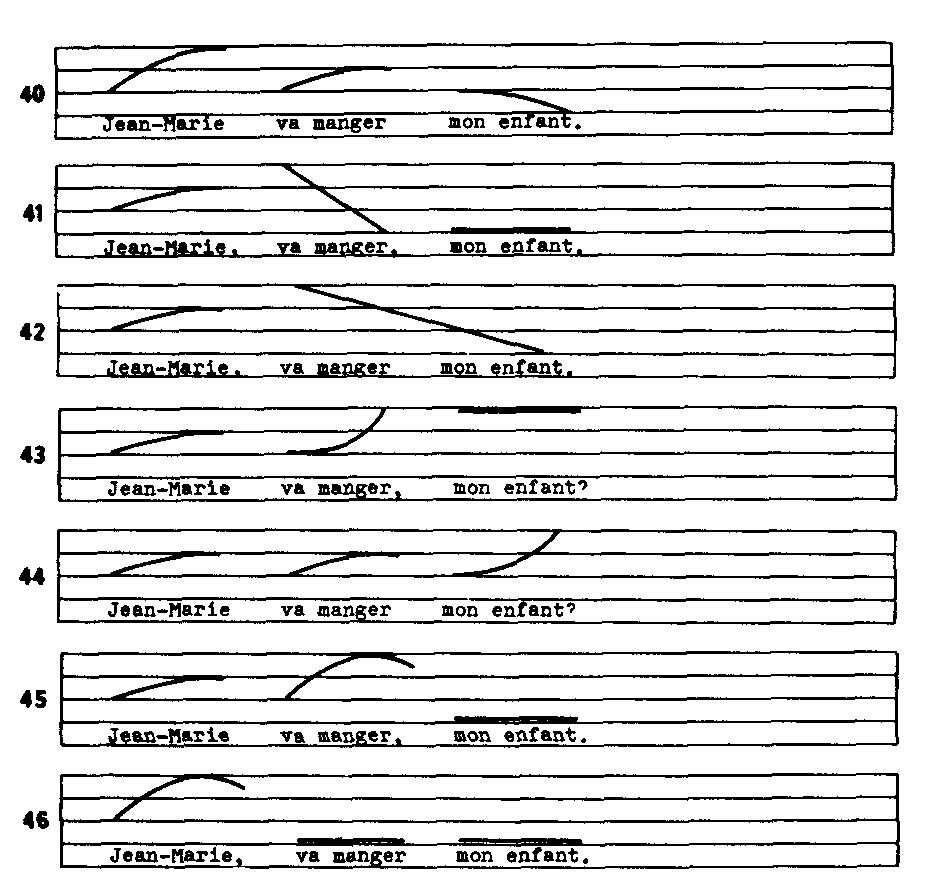 40 Jean-Marie va manger mon enfant.
41 Jean-Marie, va manger, mon enfant.
42 Jean-Marie, va manger mon enfant.
43 Jean-Marie va manger, mon enfant?
44 Jean-Marie va manger mon enfant?
45 Jean-Marie va manger, mon enfant.
46 Jean-Marie, va manger mon enfant.